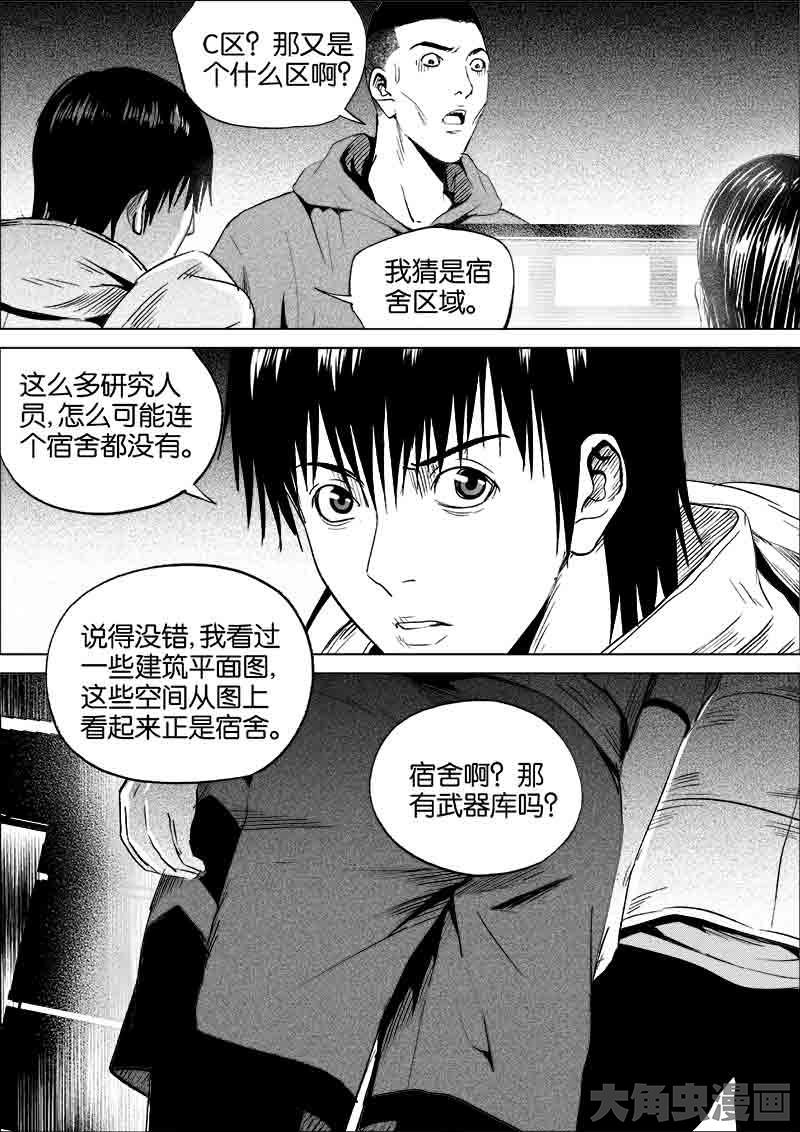 C区？那又是
个什么区啊？
我猜是宿
舍区域。
这么多研究人
员，怎么可能连
个宿舍都没有。
说得没错，我看过
一些建筑平面图，
这些空间从图上
看起来正是宿舍。
宿舍啊？那
有武器库吗？
大角虫漫画